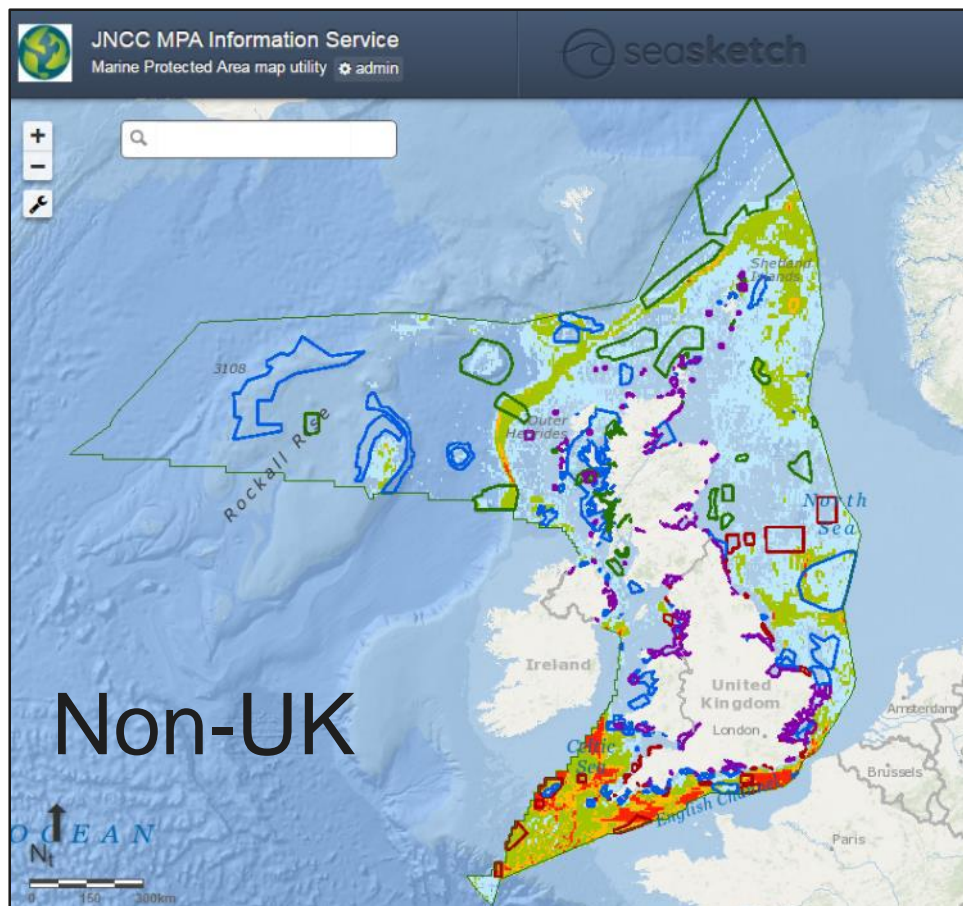 JNCC MPA Information Service
Marine Protected Area map utility admin
seasketch
+
−
Shetland
Islands
3108
Outer
Hebrides
Rockall Rise
North
Sea
Ireland
United
Kingdom
London
Amsterdam
Brussels
Non-UK
Celtic
Sea
English Channel
Paris
OCEAN
N
0 150 300km